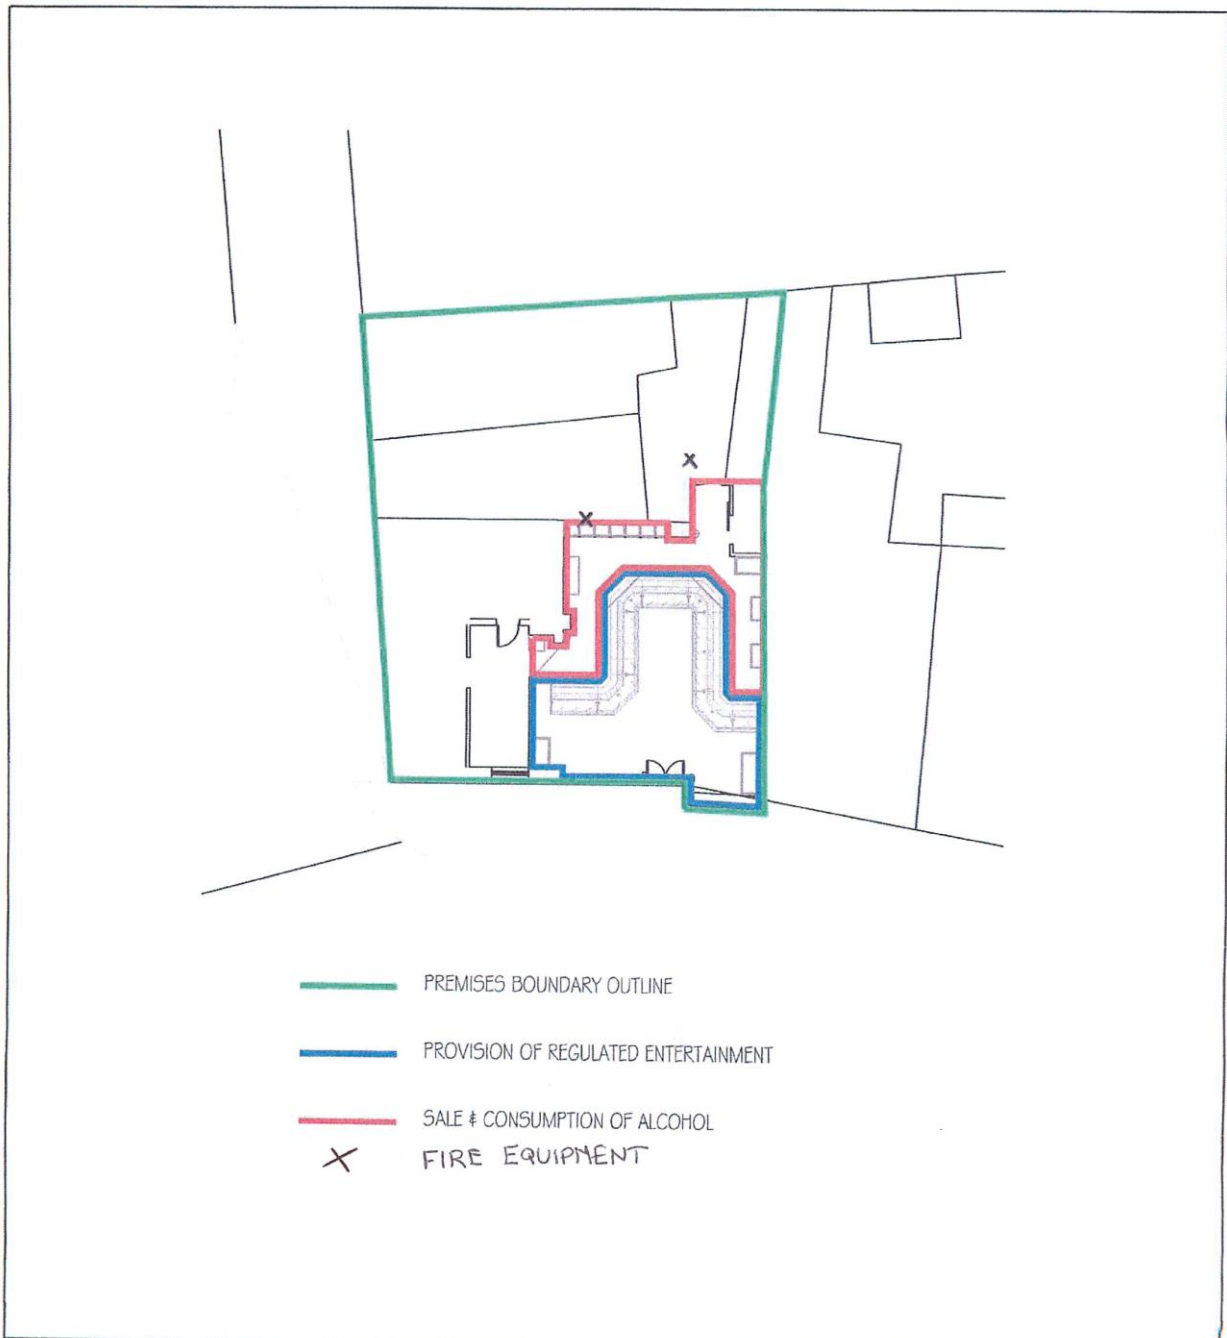 X
X
PREMISES BOUNDARY OUTLINE
PROVISION OF REGULATED ENTERTAINMENT
SALE & CONSUMPTION OF ALCOHOL
X FIRE EQUIPMENT